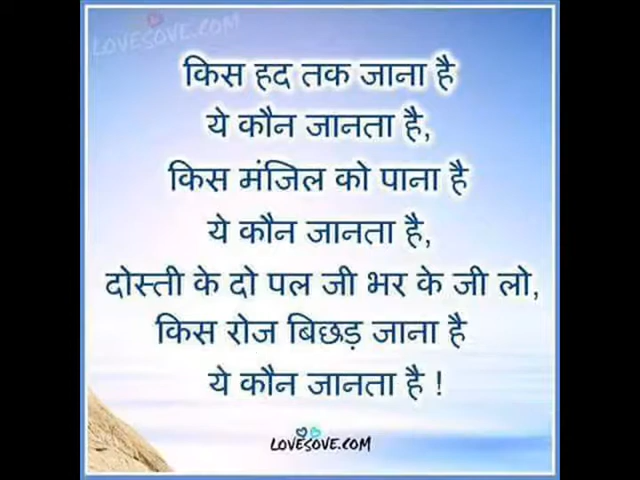 LOVESOVE.COM
किस हद तक जाना है
ये कौन जानता है,
किस मंजिल को पाना है
ये कौन जानता है,
दोस्ती के दो पल जी भर के जी लो,
किस रोज बिछड़ जाना है
ये कौन जानता है !
LOVESOVE.COM